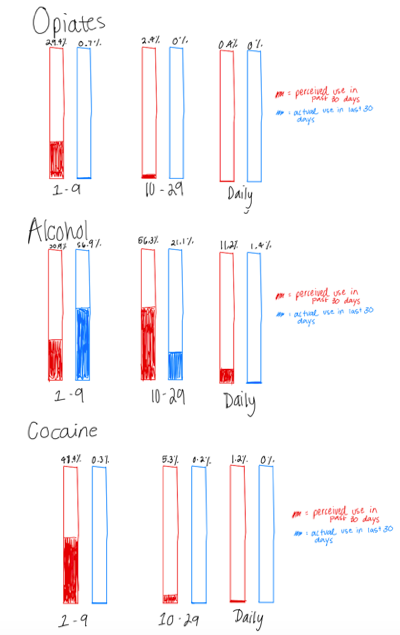 Opiates
0.7% 2.4% 0% 0.4% 0%
= perceived use in
past 30 days
= actual use in last 30
days
1-9 10-29 Daily
Alcohol
56.9% 56.3% 21.1% 11.2% 1.4%
= perceived use in
past 30 days
= actual use in last 30
days
1-9 10-29 Daily
Cocaine
48.4% 0.3% 5.3% 0.2% 1.2% 0%
= perceived use in
past 30 days
= actual use in last 30
days
1-9 10-29 Daily